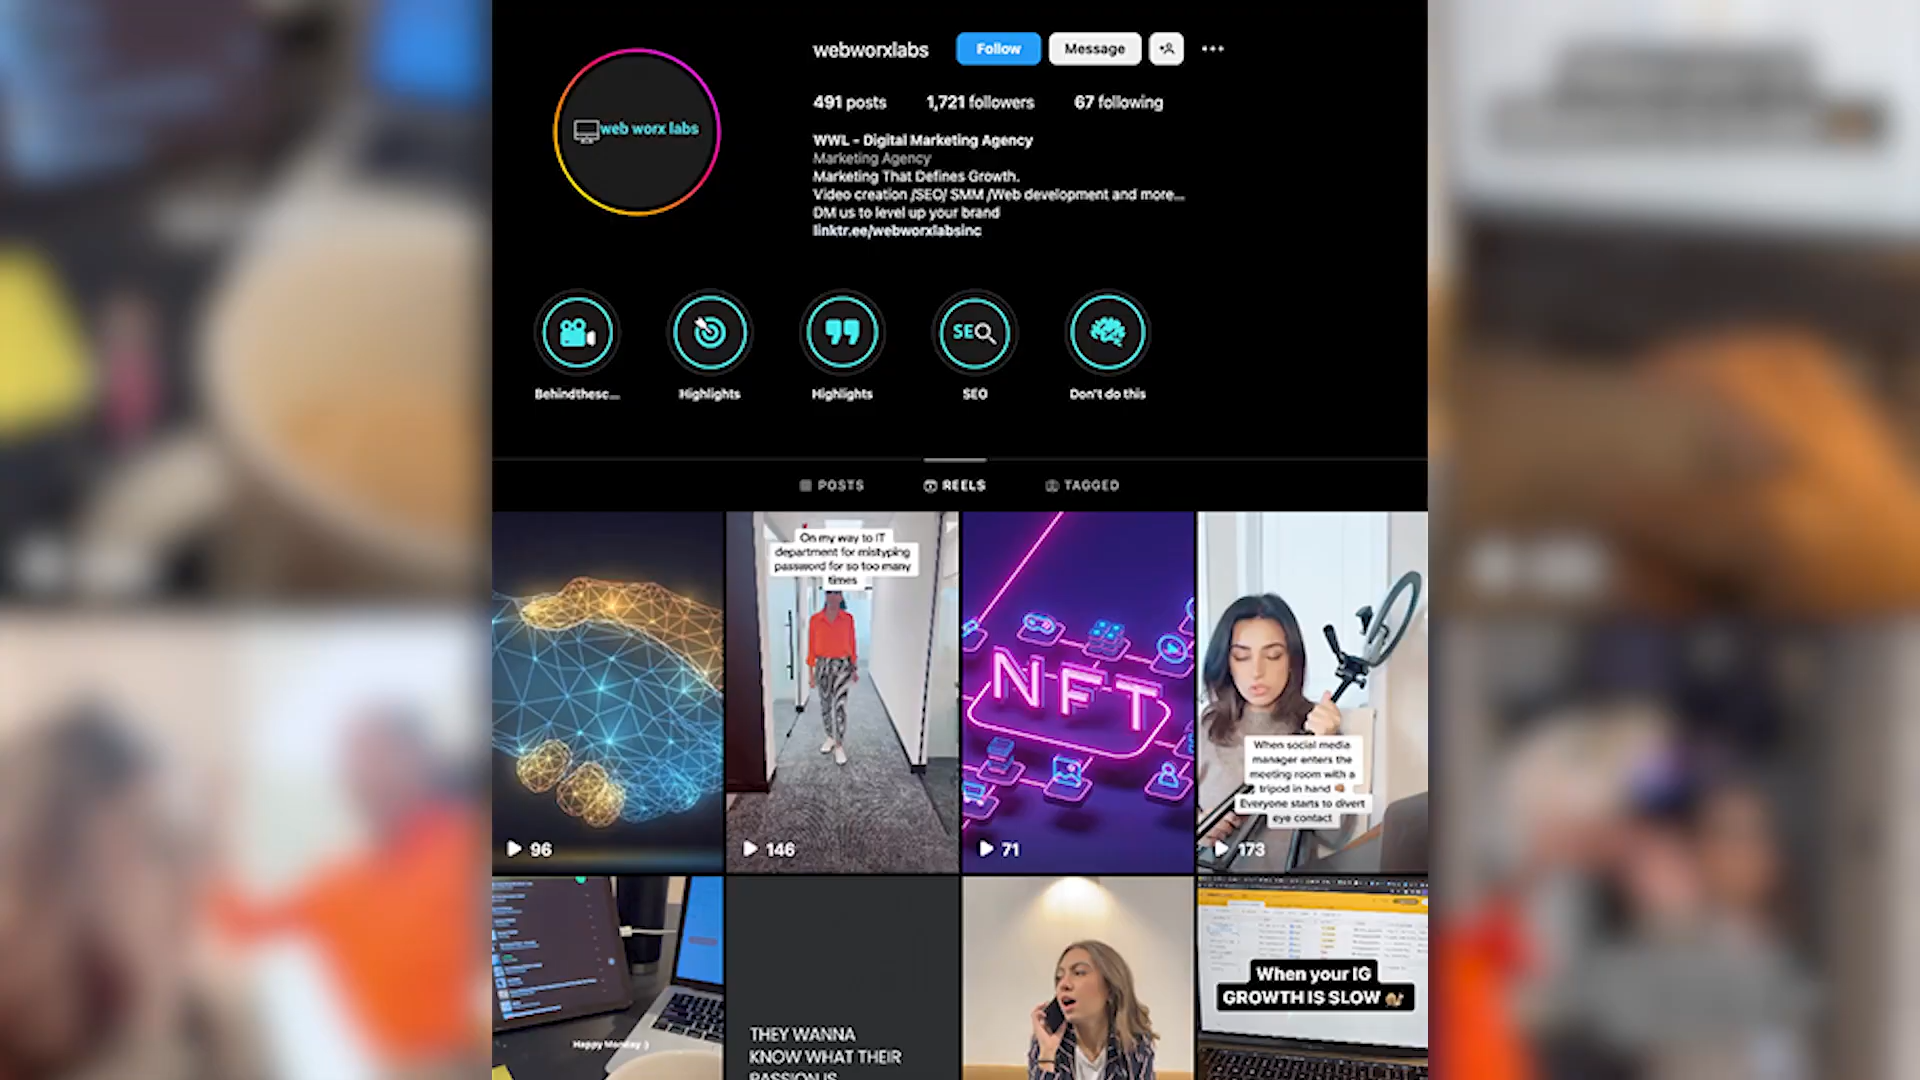 webworxlabs
Follow
Message
491 posts
1,721 followers
67 following
web worx labs
WWL - Digital Marketing Agency
Marketing Agency
Marketing That Defines Growth.
Video creation /SEO/ SMM /Web development and more...
DM us to level up your brand
linktr.ee/webworxlabsinc
SEO
Behindthesc...
Highlights
Highlights
SEO
Don't do this
POSTS
REELS
TAGGED
On my way to IT
department for mistyping
password for so too many
times
NFT
When social media
manager enters the
meeting room with a
tripod in hand
Everyone starts to divert
eye contact
96
146
71
173
Happy Monday :)
THEY WANNA
KNOW WHAT THEIR
PASSION IS
When your IG
GROWTH IS SLOW